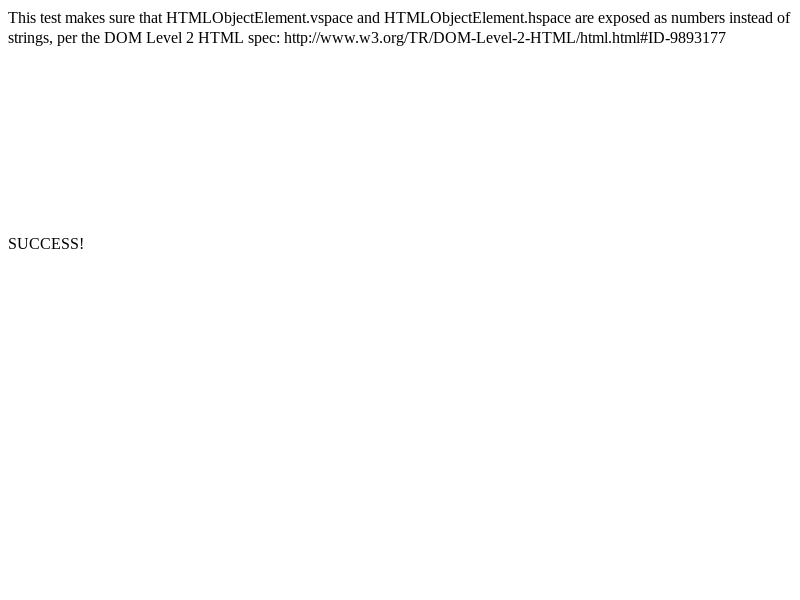 This test makes sure that HTMLObjectElement.vspace and HTMLObjectElement.hspace are exposed as numbers instead of
strings, per the DOM Level 2 HTML spec: http://www.w3.org/TR/DOM-Level-2-HTML/html.html#ID-9893177
SUCCESS!